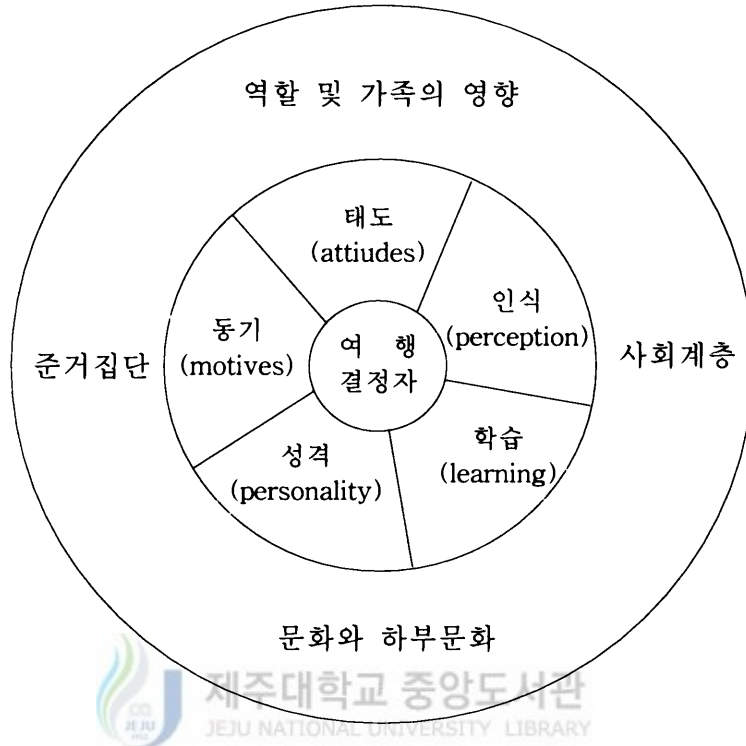 역할 및 가족의 영향
태도
(attiudes)
인식
(perception)
동기
(motives)
여 행
결정자
준거집단
사회계층
학습
(learning)
성격
(personality)
문화와 하부문화
제주대학교 중앙도서관
JEJU NATIONAL UNIVERSITY LIBRARY
JEJU
1952